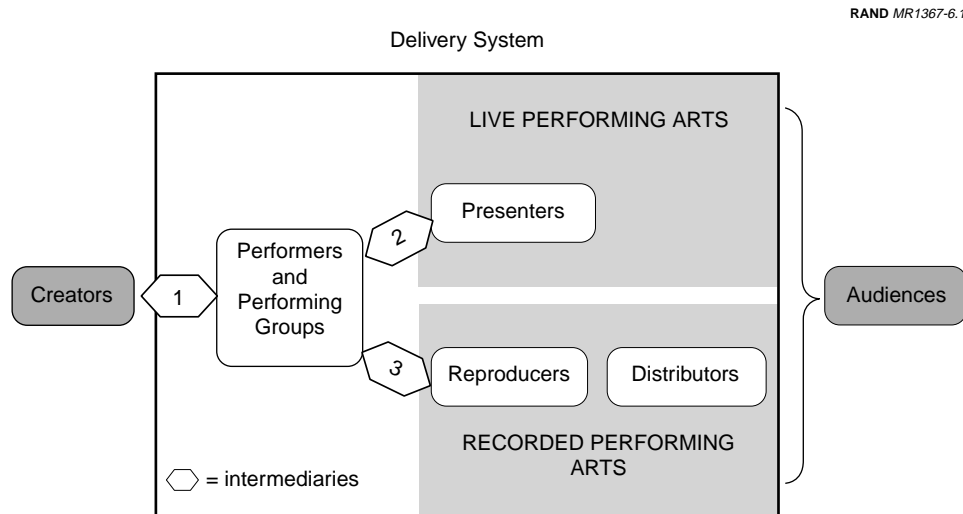 RAND MR1367-6.1
Delivery System
LIVE PERFORMING ARTS
Presenters
2
Performers
and
Performing
Groups
Creators
1
Audiences
3
Reproducers
Distributors
RECORDED PERFORMING
ARTS
= intermediaries